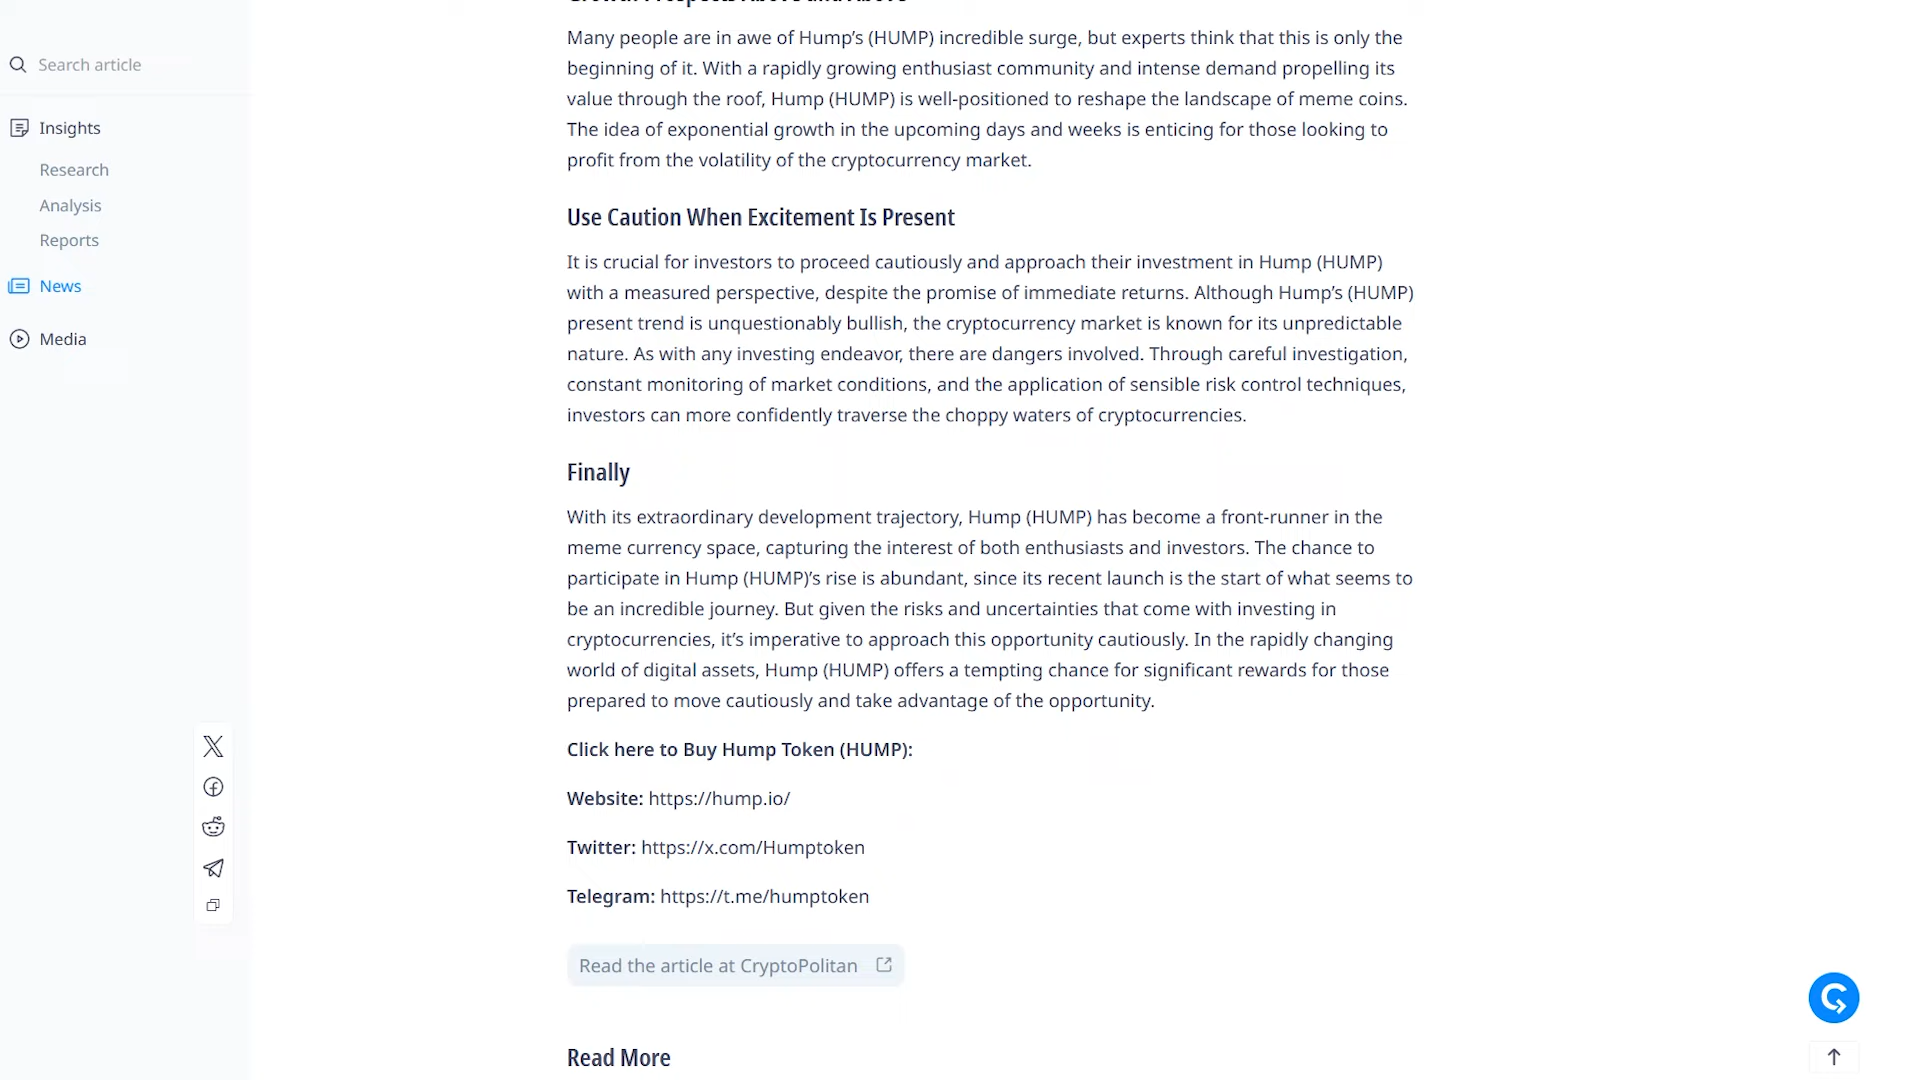 Search article
Insights
Research
Analysis
Reports
News
Media
Many people are in awe of Hump’s (HUMP) incredible surge, but experts think that this is only the
beginning of it. With a rapidly growing enthusiast community and intense demand propelling its
value through the roof, Hump (HUMP) is well-positioned to reshape the landscape of meme coins.
The idea of exponential growth in the upcoming days and weeks is enticing for those looking to
profit from the volatility of the cryptocurrency market.
Use Caution When Excitement Is Present
It is crucial for investors to proceed cautiously and approach their investment in Hump (HUMP)
with a measured perspective, despite the promise of immediate returns. Although Hump’s (HUMP)
present trend is unquestionably bullish, the cryptocurrency market is known for its unpredictable
nature. As with any investing endeavor, there are dangers involved. Through careful investigation,
constant monitoring of market conditions, and the application of sensible risk control techniques,
investors can more confidently traverse the choppy waters of cryptocurrencies.
Finally
With its extraordinary development trajectory, Hump (HUMP) has become a front-runner in the
meme currency space, capturing the interest of both enthusiasts and investors. The chance to
participate in Hump (HUMP)’s rise is abundant, since its recent launch is the start of what seems to
be an incredible journey. But given the risks and uncertainties that come with investing in
cryptocurrencies, it’s imperative to approach this opportunity cautiously. In the rapidly changing
world of digital assets, Hump (HUMP) offers a tempting chance for significant rewards for those
prepared to move cautiously and take advantage of the opportunity.
Click here to Buy Hump Token (HUMP):
Website: https://hump.io/
Twitter: https://x.com/Humptoken
Telegram: https://t.me/humptoken
Read the article at CryptoPolitan
Read More